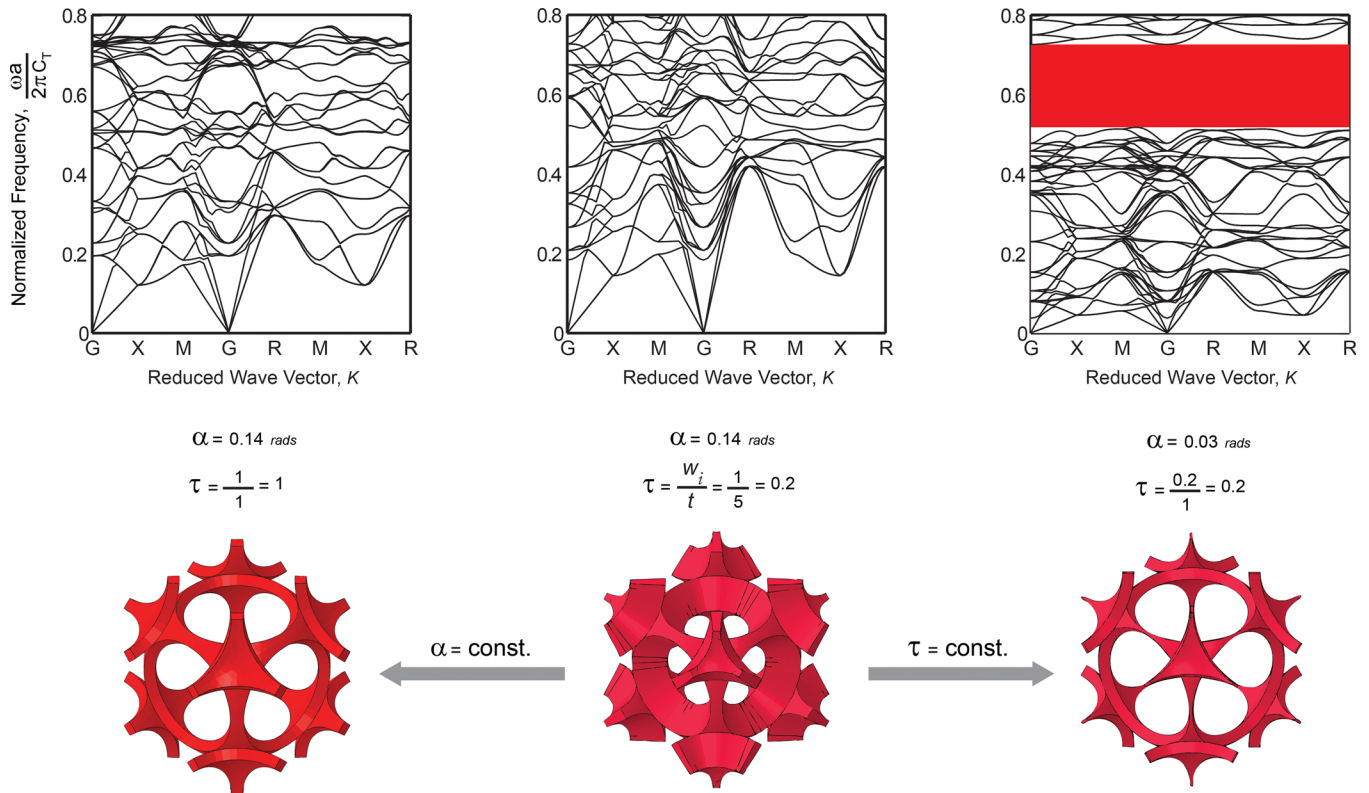 Normalized Frequency, ωa / 2πC_T
0.8
0.6
0.4
0.2
0
G X M G R M X R
Reduced Wave Vector, K
0.8
0.6
0.4
0.2
0
G X M G R M X R
Reduced Wave Vector, K
0.8
0.6
0.4
0.2
0
G X M G R M X R
Reduced Wave Vector, K
α = 0.14 rads
τ = 1/1 = 1
α = 0.14 rads
τ = w_i/t = 1/5 = 0.2
α = 0.03 rads
τ = 0.2/1 = 0.2
α = const.
τ = const.